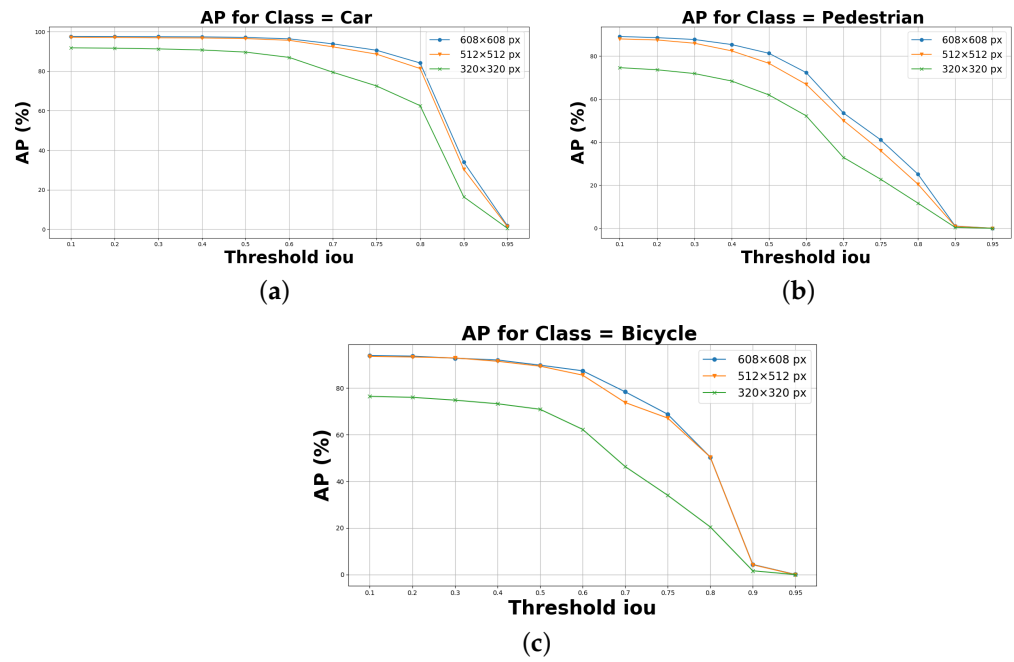 AP for Class = Car
100
80
60
40
20
0
AP (%)
608×608 px
512×512 px
320×320 px
0.1 0.2 0.3 0.4 0.5 0.6 0.7 0.75 0.8 0.9 0.95
Threshold iou
(a)
AP for Class = Pedestrian
80
60
40
20
0
AP (%)
608×608 px
512×512 px
320×320 px
0.1 0.2 0.3 0.4 0.5 0.6 0.7 0.75 0.8 0.9 0.95
Threshold iou
(b)
AP for Class = Bicycle
80
60
40
20
0
AP (%)
608×608 px
512×512 px
320×320 px
0.1 0.2 0.3 0.4 0.5 0.6 0.7 0.75 0.8 0.9 0.95
Threshold iou
(c)